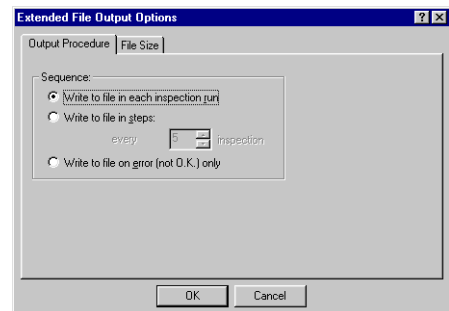 Extended File Output Options
Output Procedure File Size
Sequence:
Write to file in each inspection run
Write to file in steps:
every 5 inspection
Write to file on error (not O.K.) only
OK Cancel